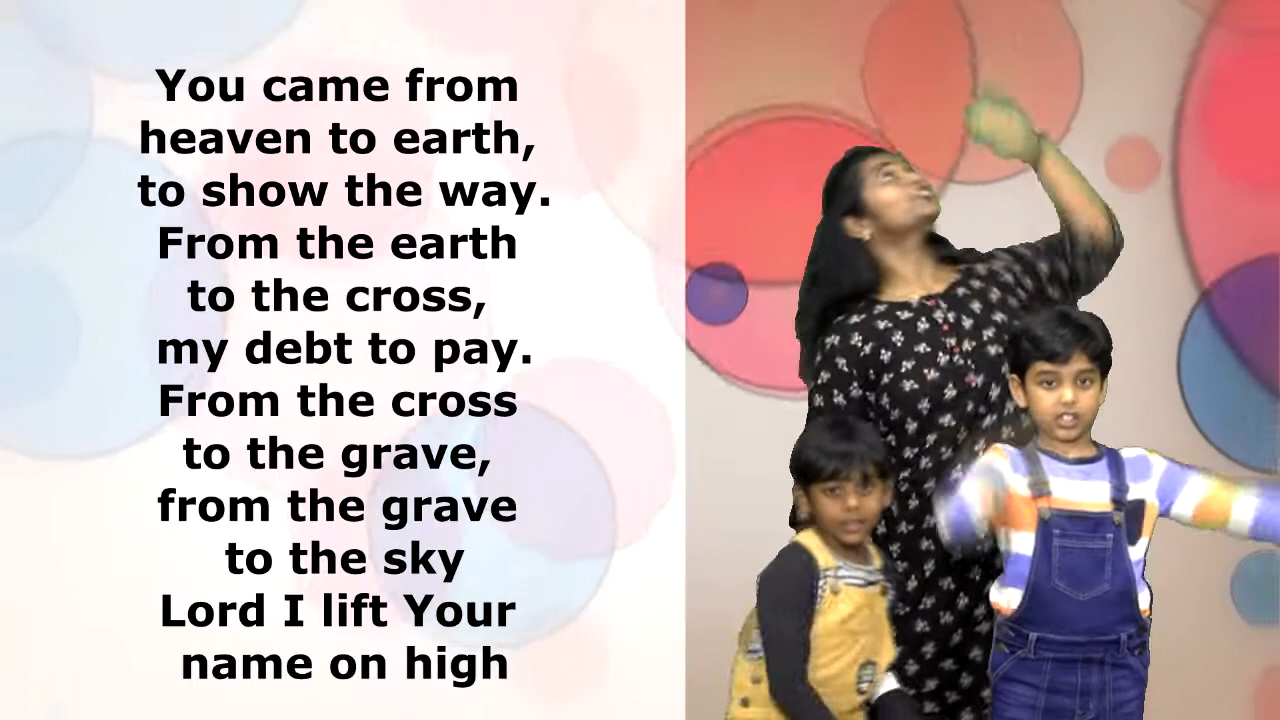 You came from
heaven to earth,
to show the way.
From the earth
to the cross,
my debt to pay.
From the cross
to the grave,
from the grave
to the sky
Lord I lift Your
name on high